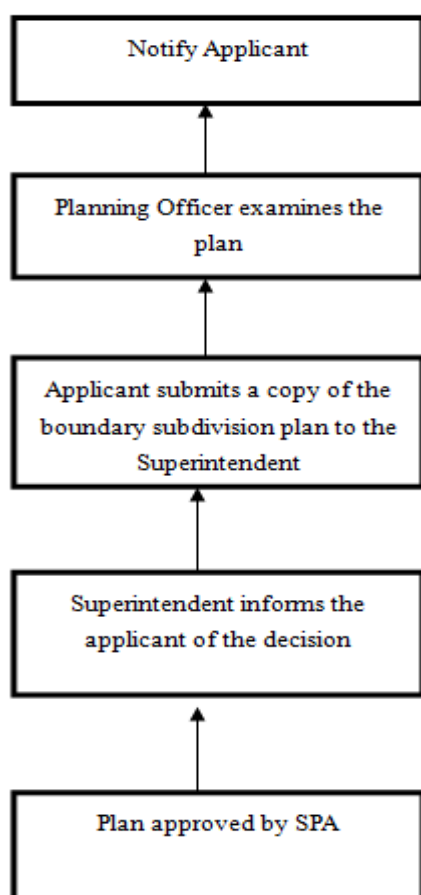 Notify Applicant
Planning Officer examines the
plan
Applicant submits a copy of the
boundary subdivision plan to the
Superintendent
Superintendent informs the
applicant of the decision
Plan approved by SPA